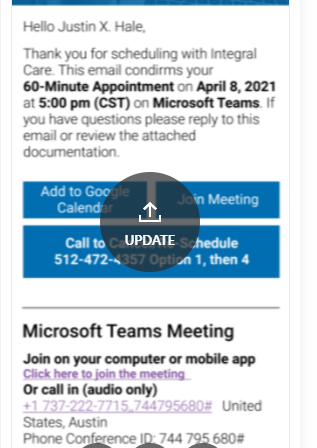 Hello Justin X. Hale,
Thank you for scheduling with Integral
Care. This email condirms your
60-Minute Appointment on April 8, 2021
at 5:00 pm (CST) on Microsoft Teams. If
you have questions please reply to this
email or review the attached
documentation.
Add to Google
Calendar
Join Meeting
UPDATE
Call to Schedule
512-472-4357 Option 1, then 4
Microsoft Teams Meeting
Join on your computer or mobile app
Click here to join the meeting
Or call in (audio only)
+1 737-222-7715,,744795680# United
States, Austin
Phone Conference ID: 744 795 680#